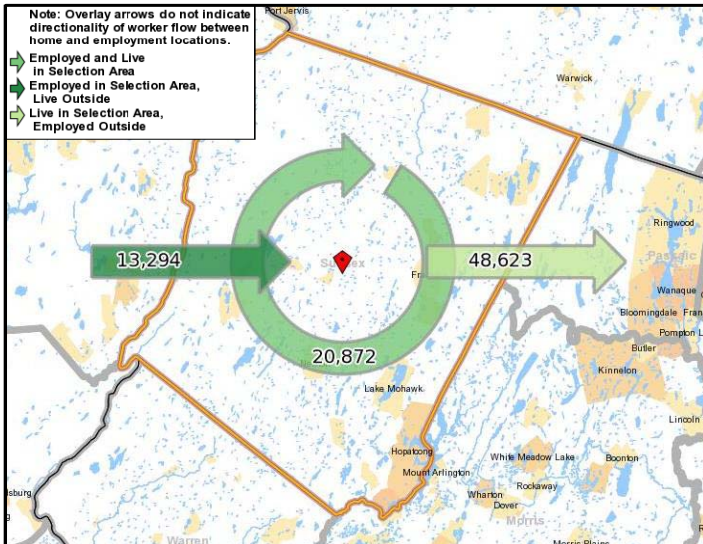 Note: Overlay arrows do not indicate
directionality of worker flow between
home and employment locations.
Employed and Live
in Selection Area
Employed in Selection Area,
Live Outside
Live in Selection Area,
Employed Outside
Port Jervis
Warwick
Ringwood
13,294
48,623
Passaic
Wanaque
Bloomingdale
Pompton L
Butler
20,872
Kinnelon
Lake Mohawk
Lincoln
Hopatcong
White Meadow Lake
Boonton
Mount Arlington
Rockaway
Wharton
Dover
Morris
Warren
Morris Plains